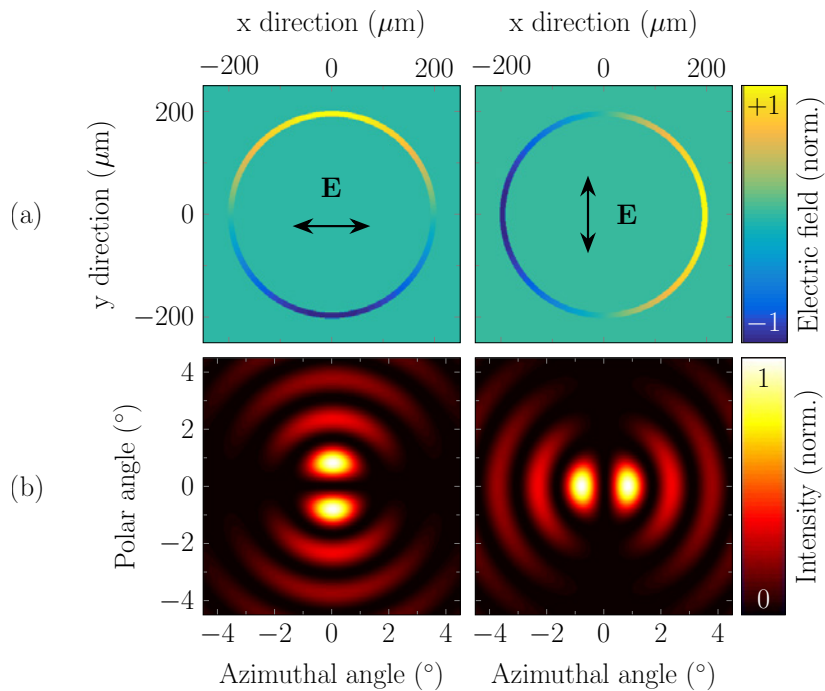 x direction (μm)
x direction (μm)
−200
0
200
−200
0
200
(a)
y direction (μm)
200
0
−200
E
E
+1
−1
Electric field (norm.)
(b)
Polar angle (°)
4
2
0
−2
−4
1
0
Intensity (norm.)
−4
−2
0
2
4
−4
−2
0
2
4
Azimuthal angle (°)
Azimuthal angle (°)